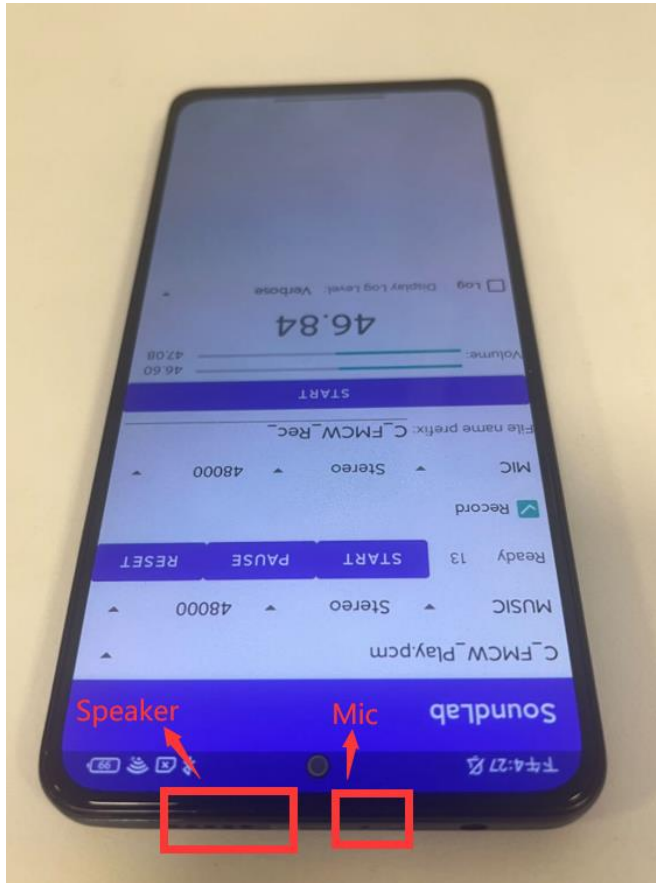 下午4:27
99
SoundLab
C_FMCW_Play.pcm
MUSIC Stereo 48000
Ready 13 START PAUSE RESET
Record
MIC Stereo 48000
File name prefix: C_FMCW_Rec_
START
Volume: 46.60
47.08
46.84
Log Display Log Level: Verbose
Speaker
Mic